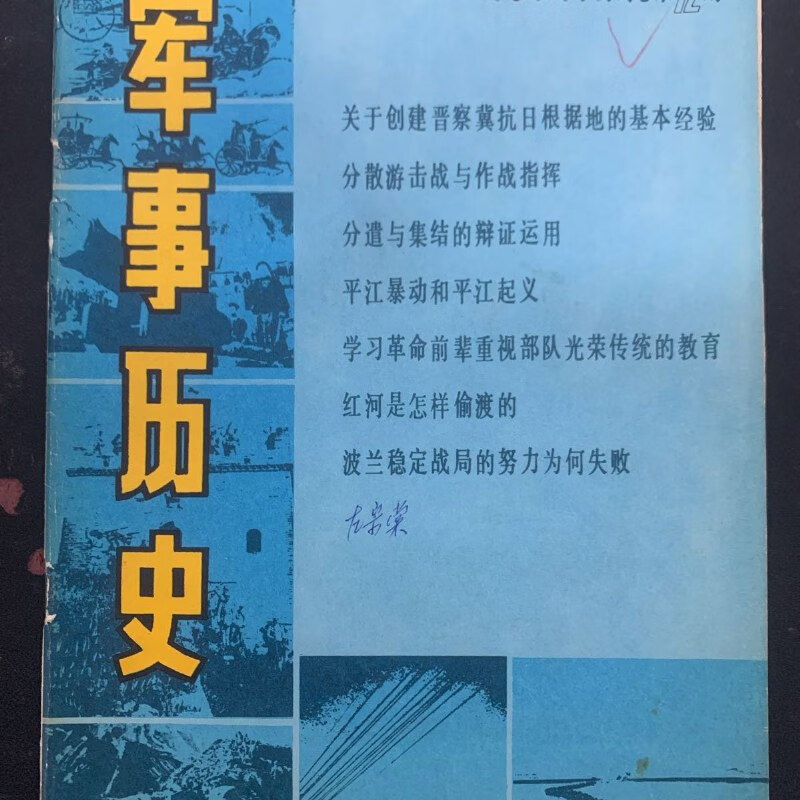 军事历史
关于创建晋察冀抗日根据地的基本经验
分散游击战与作战指挥
分遣与集结的辩证运用
平江暴动和平江起义
学习革命前辈重视部队光荣传统的教育
红河是怎样偷渡的
波兰稳定战局的努力为何失败
左宗棠